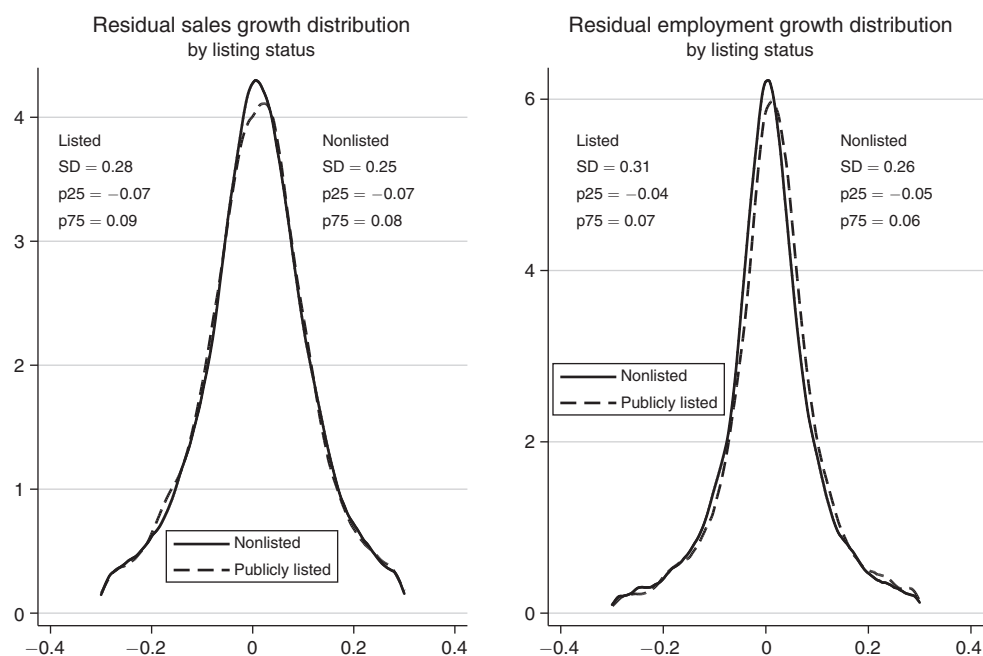 Residual sales growth distribution
by listing status
4
3
2
1
0
Listed
SD = 0.28
p25 = −0.07
p75 = 0.09
Nonlisted
SD = 0.25
p25 = −0.07
p75 = 0.08
Nonlisted
Publicly listed
−0.4 −0.2 0 0.2 0.4
Residual employment growth distribution
by listing status
6
4
2
0
Listed
SD = 0.31
p25 = −0.04
p75 = 0.07
Nonlisted
SD = 0.26
p25 = −0.05
p75 = 0.06
Nonlisted
Publicly listed
−0.4 −0.2 0 0.2 0.4